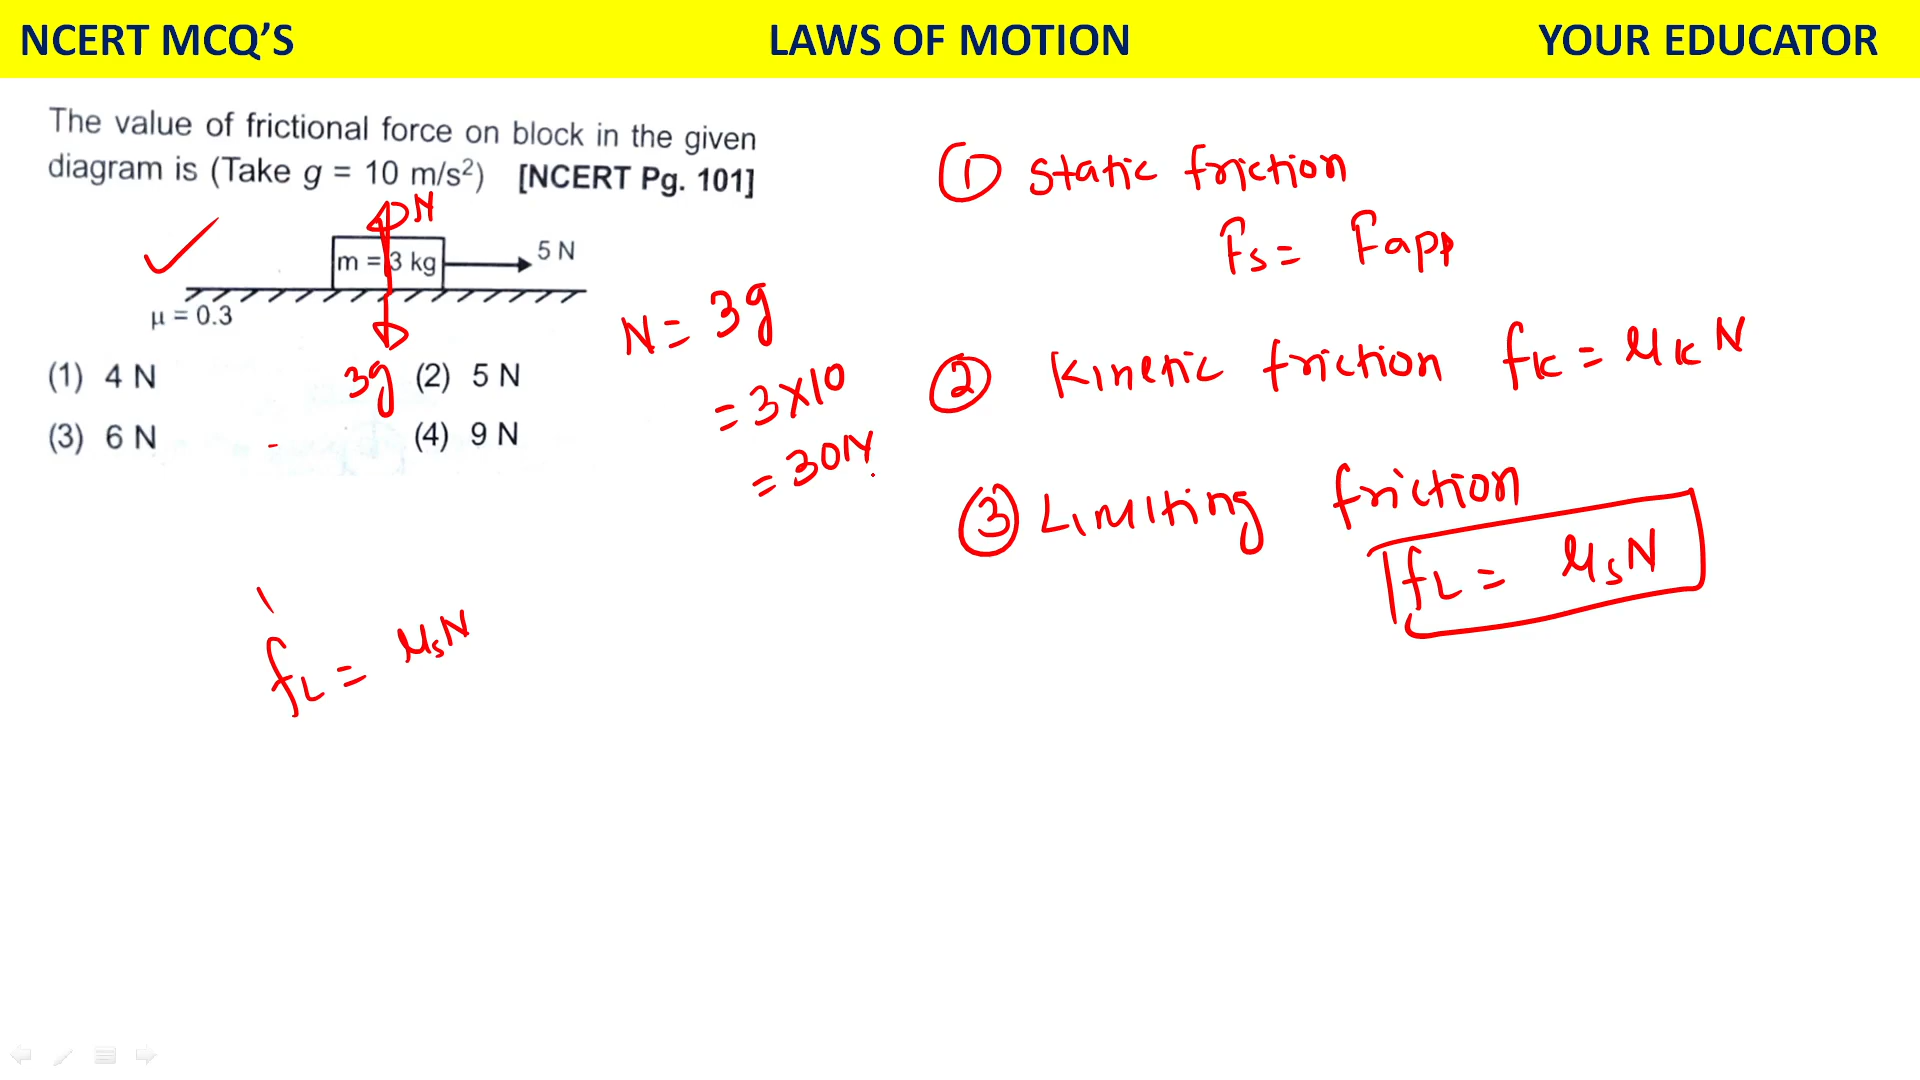 NCERT MCQ’S LAWS OF MOTION YOUR EDUCATOR
The value of frictional force on block in the given
diagram is (Take g = 10 m/s²) [NCERT Pg. 101]
N
m = 3 kg
5 N
μ = 0.3
3g
(1) 4 N (2) 5 N
(3) 6 N (4) 9 N
N = 3g
= 3×10
= 30N
fL = μsN
① Static friction
Fs = Fapp
② Kinetic friction fK = μK N
③ Limiting friction
fL = μsN